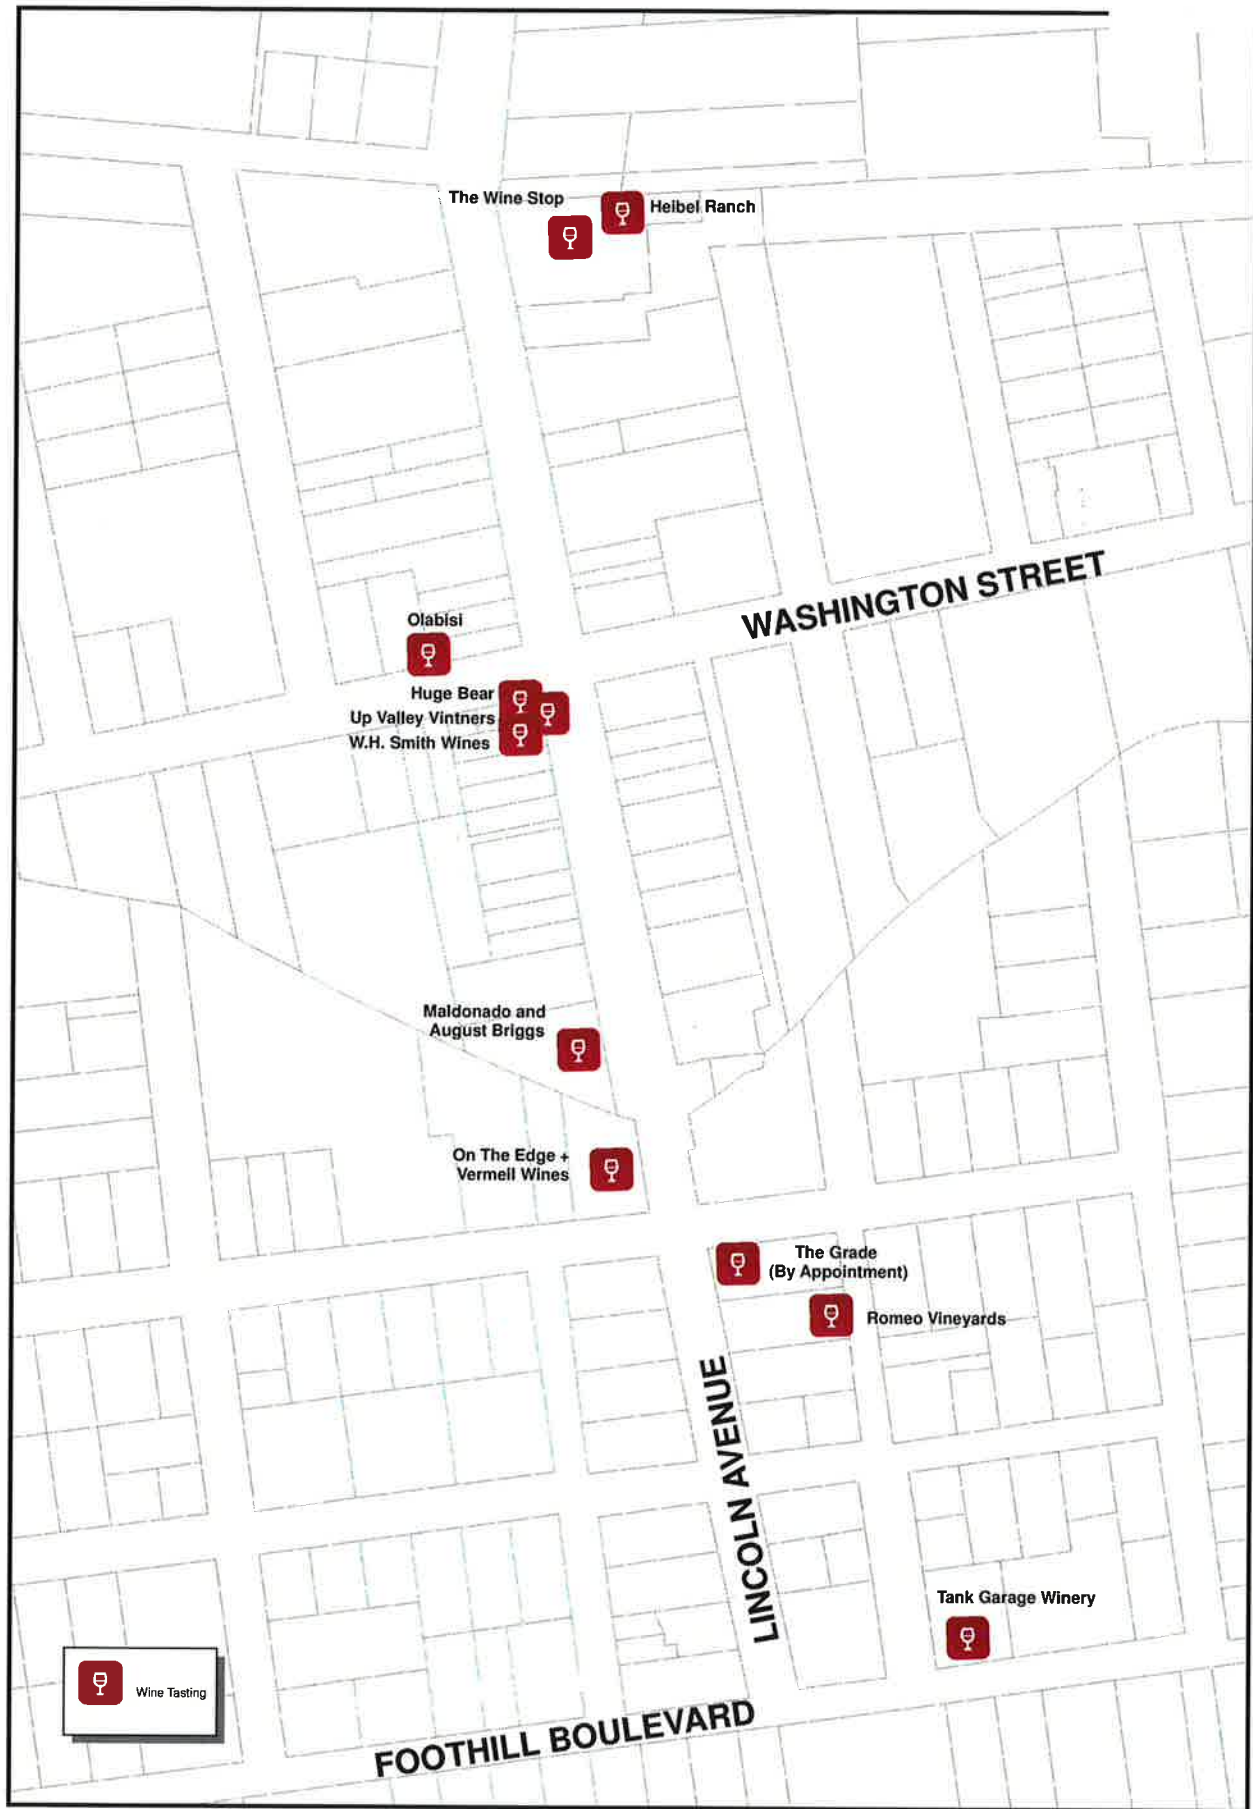 The Wine Stop
Heibel Ranch
WASHINGTON STREET
Olabisi
Huge Bear
Up Valley Vintners
W.H. Smith Wines
Maldonado and
August Briggs
On The Edge +
Vermeil Wines
The Grade
(By Appointment)
Romeo Vineyards
LINCOLN AVENUE
Tank Garage Winery
Wine Tasting
FOOTHILL BOULEVARD